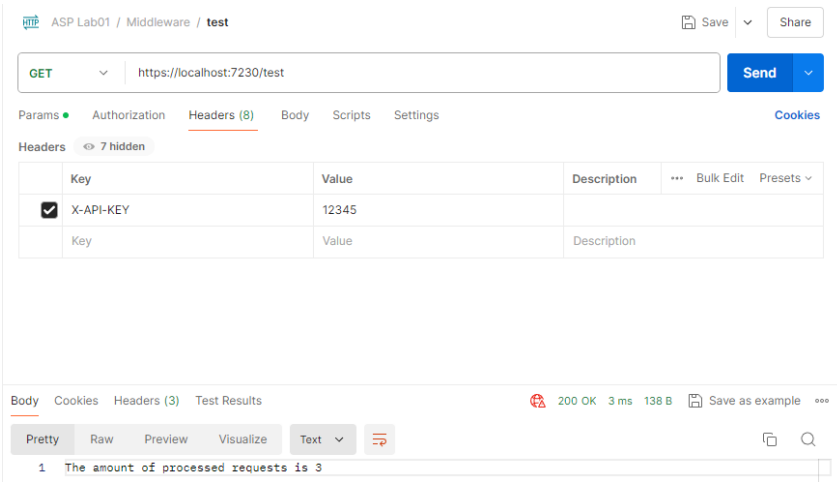 HTTP ASP Lab01 / Middleware / test Save Share
GET https://localhost:7230/test Send
Params Authorization Headers (8) Body Scripts Settings Cookies
Headers 7 hidden
Key Value Description ••• Bulk Edit Presets
X-API-KEY 12345
Key Value Description
Body Cookies Headers (3) Test Results 200 OK 3 ms 138 B Save as example
Pretty Raw Preview Visualize Text
1 The amount of processed requests is 3